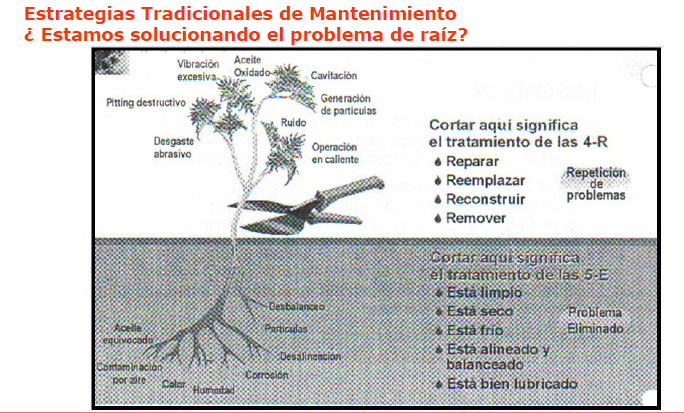 Estrategias Tradicionales de Mantenimiento
¿ Estamos solucionando el problema de raíz?
Vibración
excesiva
Aceite
Oxidado
Cavitación
Pitting destructivo
Generación
de particulas
Ruido
Desgaste
abrasivo
Operación
en caliente
Cortar aquí significa
el tratamiento de las 4-R
Reparar
Reemplazar
Reconstruir
Remover
Repetición
de
problemas
Cortar aquí significa
el tratamiento de las 5-E
Está limpio
Está seco
Está frío
Está alineado y
balanceado
Está bien lubricado
Problema
Eliminado
Desbalanceo
Particulas
Desalineación
Corrosión
Humedad
Calor
Contaminación
por aire
Aceite
equivocado